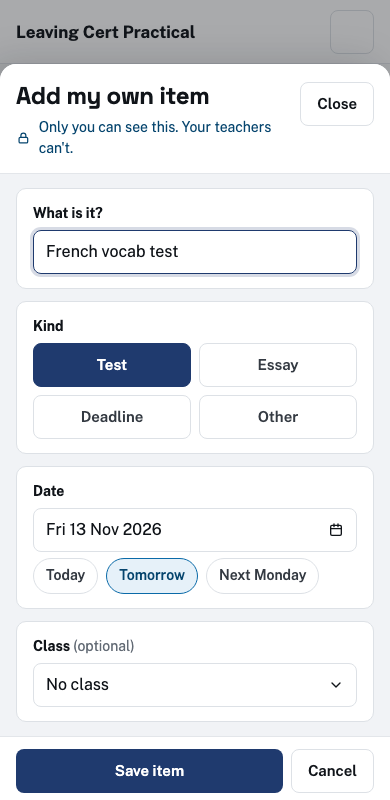 Leaving Cert Practical
Add my own item
Close
Only you can see this. Your teachers
can't.
What is it?
French vocab test
Kind
Test
Essay
Deadline
Other
Date
Fri 13 Nov 2026
Today
Tomorrow
Next Monday
Class (optional)
No class
Save item
Cancel